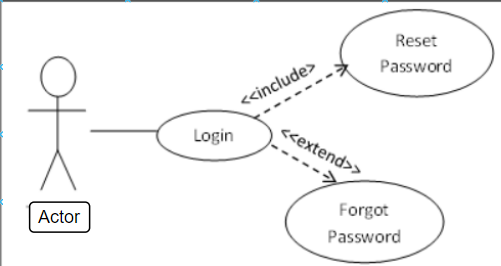 Reset
Password
<<include>
Login
<<extend>>
Forgot
Password
Actor